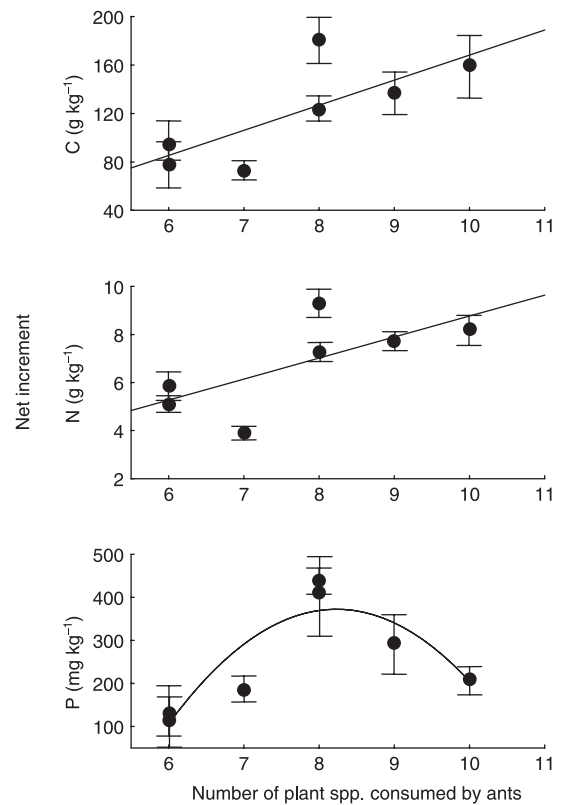 200
160
120
80
40
C (g kg⁻¹)
6 7 8 9 10 11
10
8
6
4
2
Net increment
N (g kg⁻¹)
6 7 8 9 10 11
500
400
300
200
100
P (mg kg⁻¹)
6 7 8 9 10 11
Number of plant spp. consumed by ants